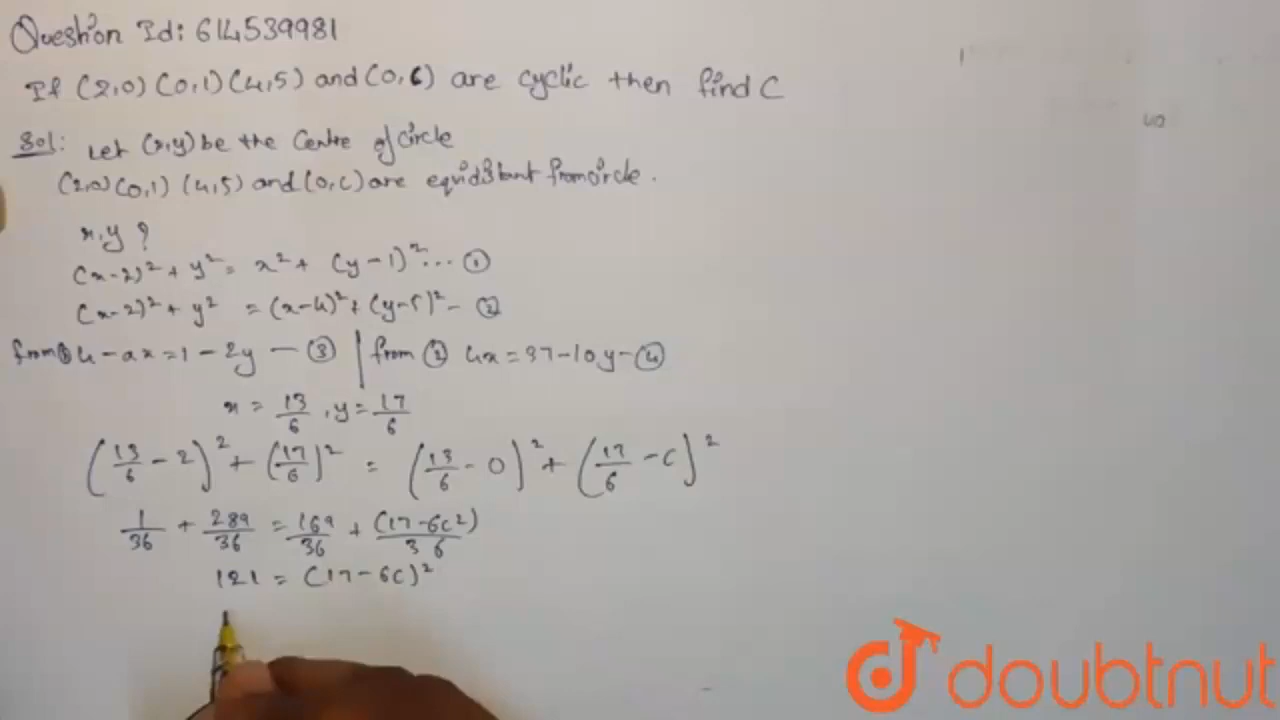 Question Id: 614539981
If (2,0) (0,1) (4,5) and (0,6) are cyclic then find C
Sol: Let (x,y) be the Centre of circle
(2,0) (0,1) (4,5) and (0,c) are equidistant from circle.
x,y ?
(x-2)² + y² = x² + (y-1)² ... ①
(x-2)² + y² = (x-4)² + (y-5)² - ②
from ① 4-ax = 1-2y - ③ | from ② 4x = 37-10y - ④
x = 13/6 , y = 17/6
(13/6 - 2)² + (17/6)² = (13/6 - 0)² + (17/6 - C)²
1/36 + 289/36 = 169/36 + (17-6c²)/36
121 = (17-6C)²
doubtnut